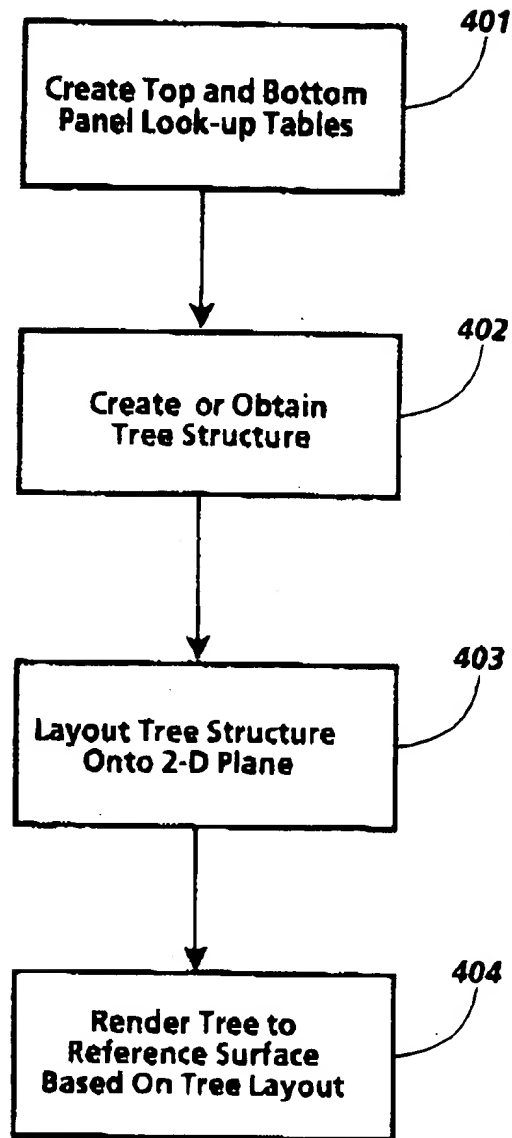 401
Create Top and Bottom
Panel Look-up Tables
402
Create or Obtain
Tree Structure
403
Layout Tree Structure
Onto 2-D Plane
404
Render Tree to
Reference Surface
Based On Tree Layout